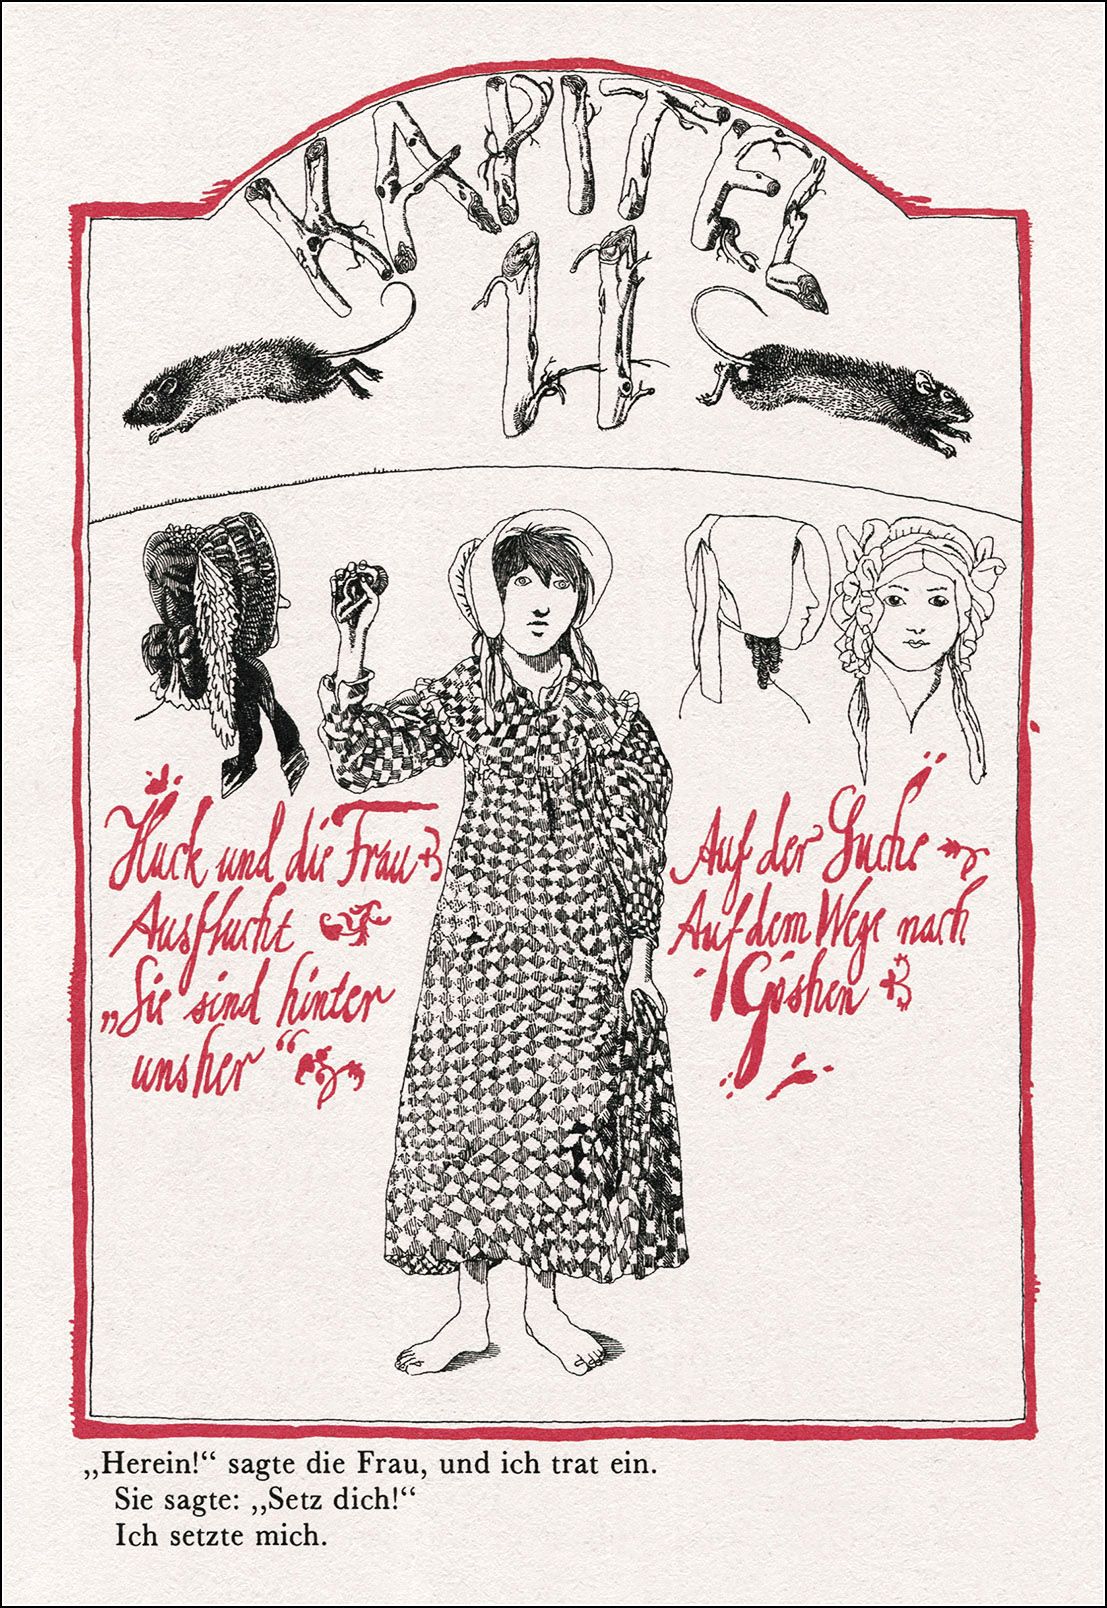 KAPITEL
11
Huck und die Frau
Ausflucht
„Sie sind hinter
uns her“
Auf der Suche
Auf dem Wege nach
Goshen
„Herein!“ sagte die Frau, und ich trat ein.
Sie sagte: „Setz dich!“
Ich setzte mich.